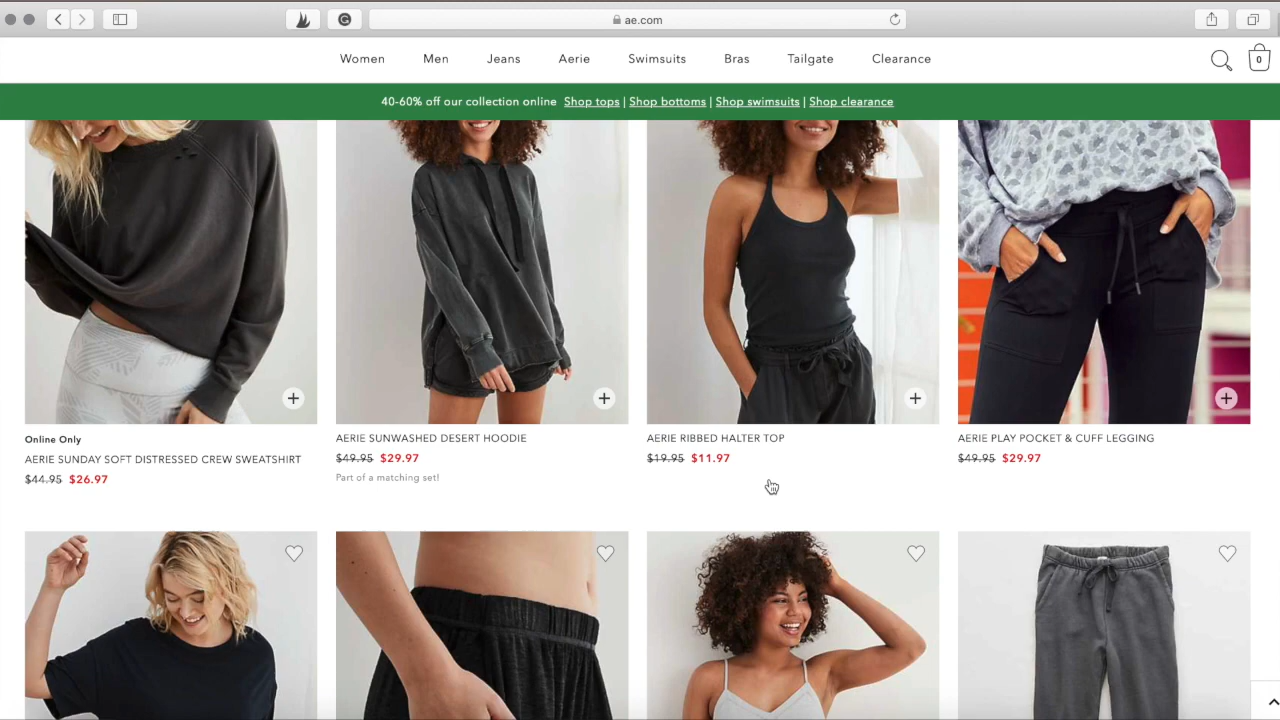 ae.com
Women Men Jeans Aerie Swimsuits Bras Tailgate Clearance
0
40-60% off our collection online Shop tops | Shop bottoms | Shop swimsuits | Shop clearance
Online Only
AERIE SUNDAY SOFT DISTRESSED CREW SWEATSHIRT
$44.95 $26.97
AERIE SUNWASHED DESERT HOODIE
$49.95 $29.97
Part of a matching set!
AERIE RIBBED HALTER TOP
$19.95 $11.97
AERIE PLAY POCKET & CUFF LEGGING
$49.95 $29.97